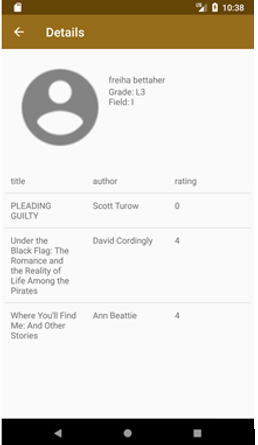 10:38
Details
freiha bettaher
Grade: L3
Field: I
title author rating
PLEADING Scott Turow 0
GUILTY
Under the David Cordingly 4
Black Flag: The
Romance and
the Reality of
Life Among the
Pirates
Where You'll Find Ann Beattie 4
Me: And Other
Stories